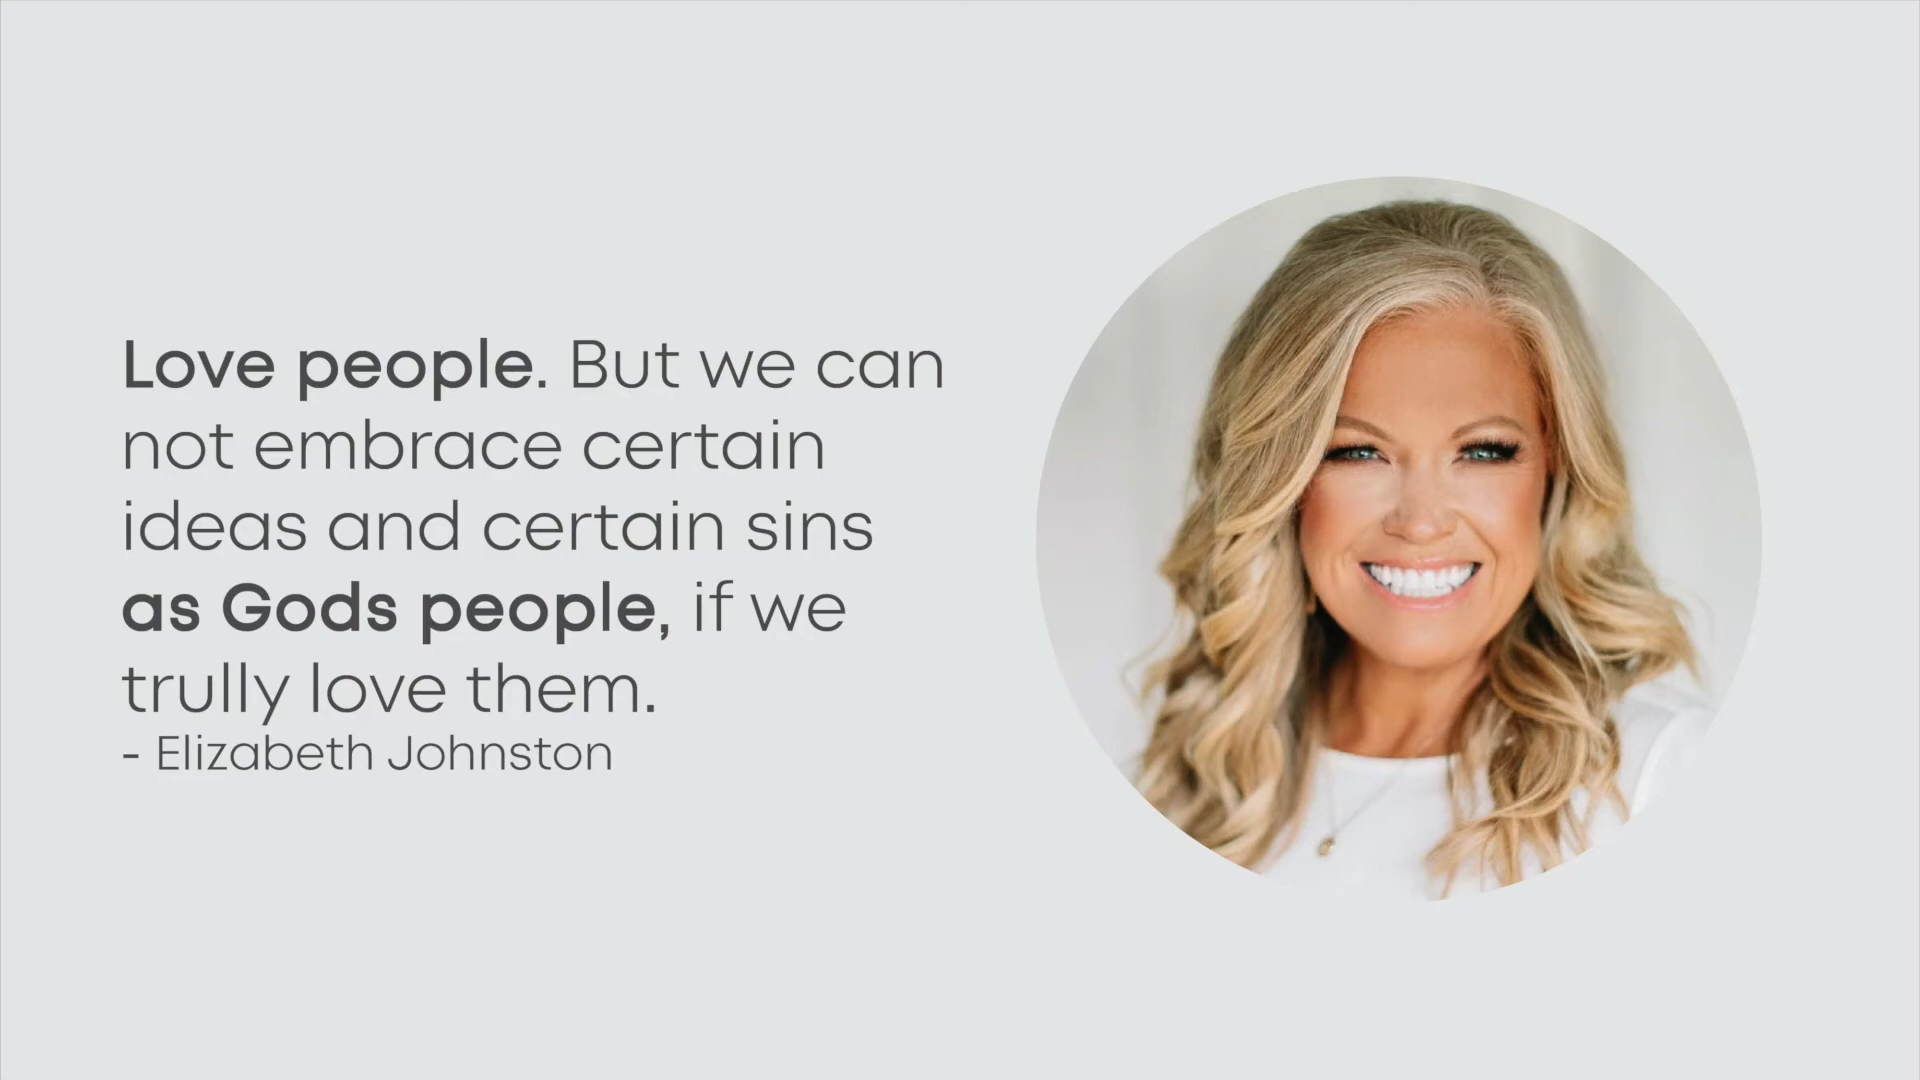 Love people. But we can
not embrace certain
ideas and certain sins
as Gods people, if we
trully love them.
- Elizabeth Johnston